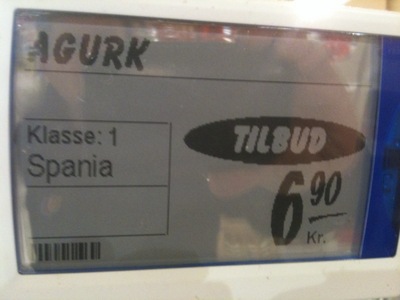 AGURK
Klasse: 1
Spania
TILBUD
6 90
Kr.